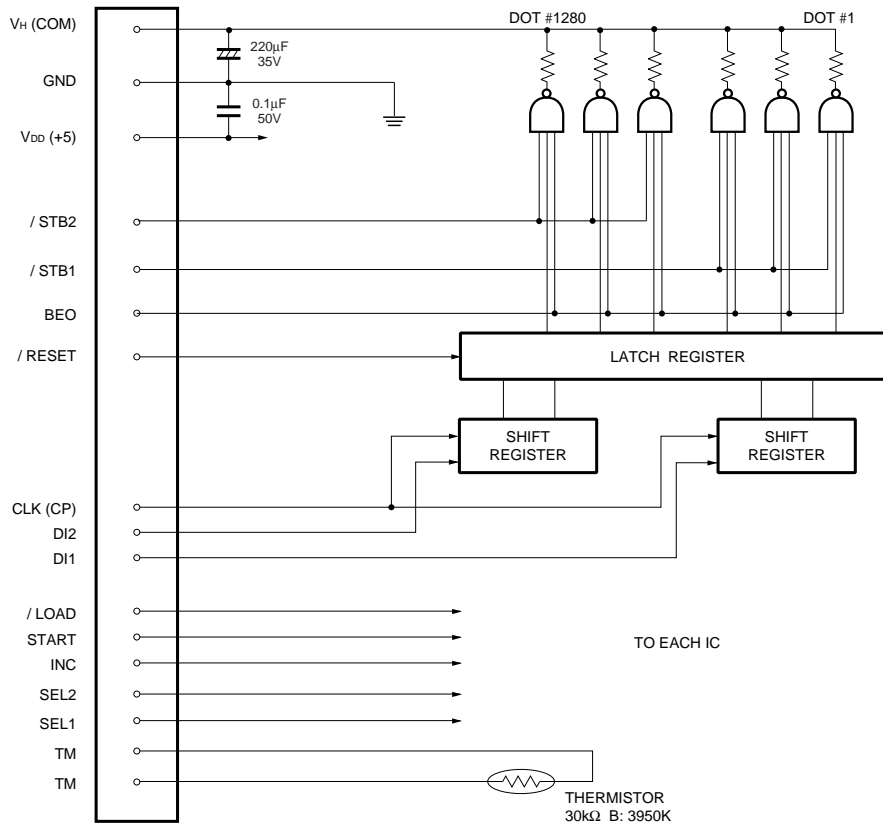 VH (COM)
DOT #1280
DOT #1
220μF
35V
GND
0.1μF
50V
VDD (+5)
/ STB2
/ STB1
BEO
/ RESET
LATCH REGISTER
SHIFT
REGISTER
SHIFT
REGISTER
CLK (CP)
DI2
DI1
/ LOAD
START
TO EACH IC
INC
SEL2
SEL1
TM
TM
THERMISTOR
30kΩ B: 3950K